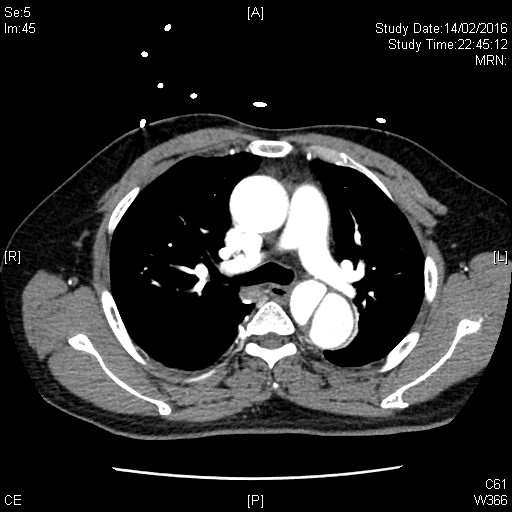 Se:5
Im:45
[A]
Study Date:14/02/2016
Study Time:22:45:12
MRN:
[R]
[L]
C61
CE
[P]
W366